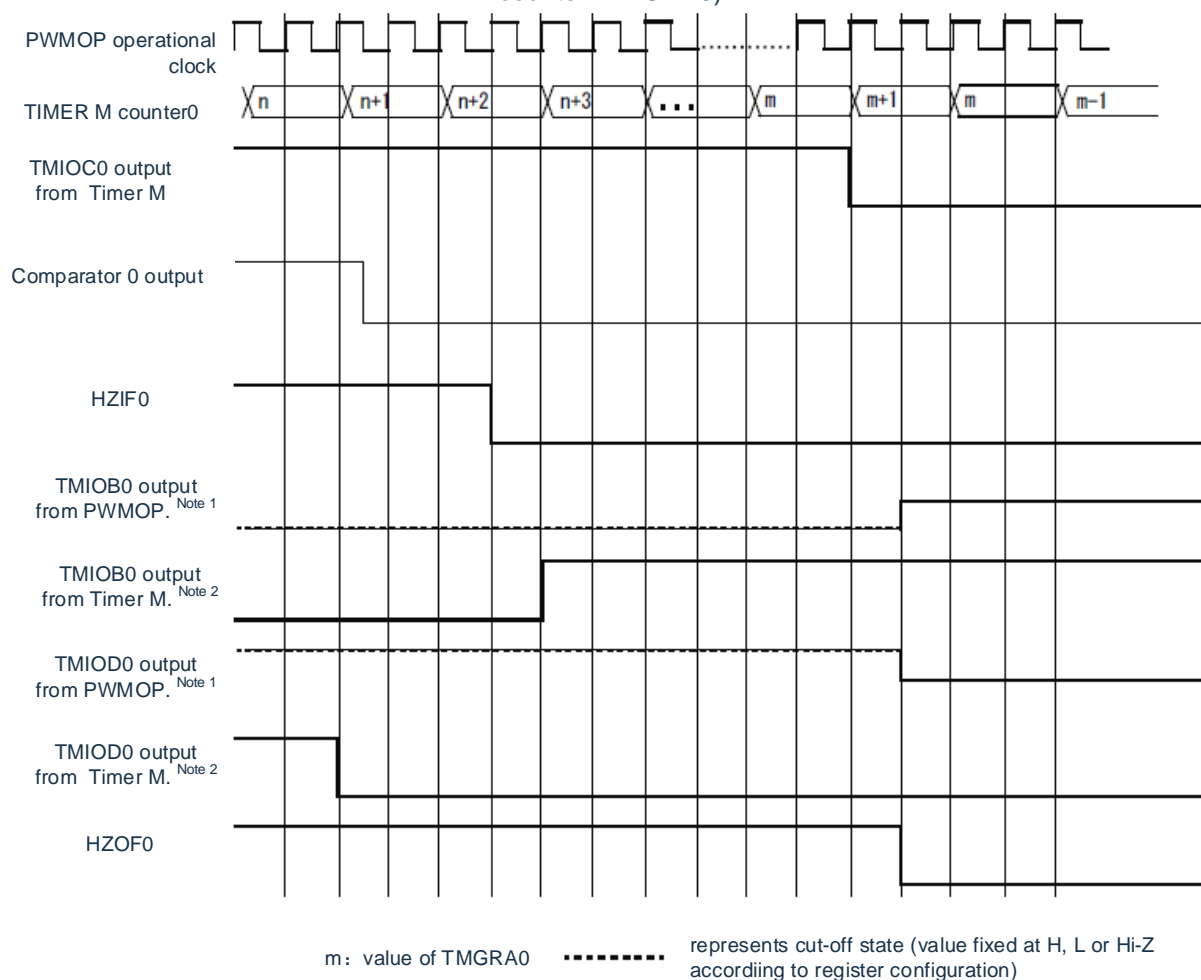 PWMOP operational
clock
n n+1 n+2 n+3 ... m m+1 m m-1
TIMER M counter0
TMIOC0 output
from Timer M
Comparator 0 output
HZIF0
TMIOB0 output
from PWMOP. Note 1
TMIOB0 output
from Timer M. Note 2
TMIOD0 output
from PWMOP. Note 1
TMIOD0 output
from Timer M. Note 2
HZOF0
m: value of TMGRA0
represents cut-off state (value fixed at H, L or Hi-Z
accordiing to register configuration)